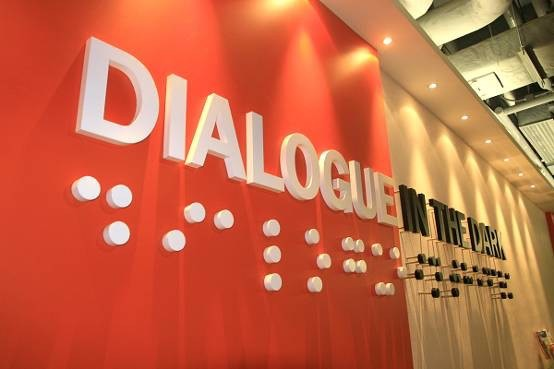 DIALOGUE IN THE DARK
⠙⠊⠁⠇⠕⠛⠥⠑ ⠊⠝ ⠞⠓⠑ ⠙⠁⠗⠅